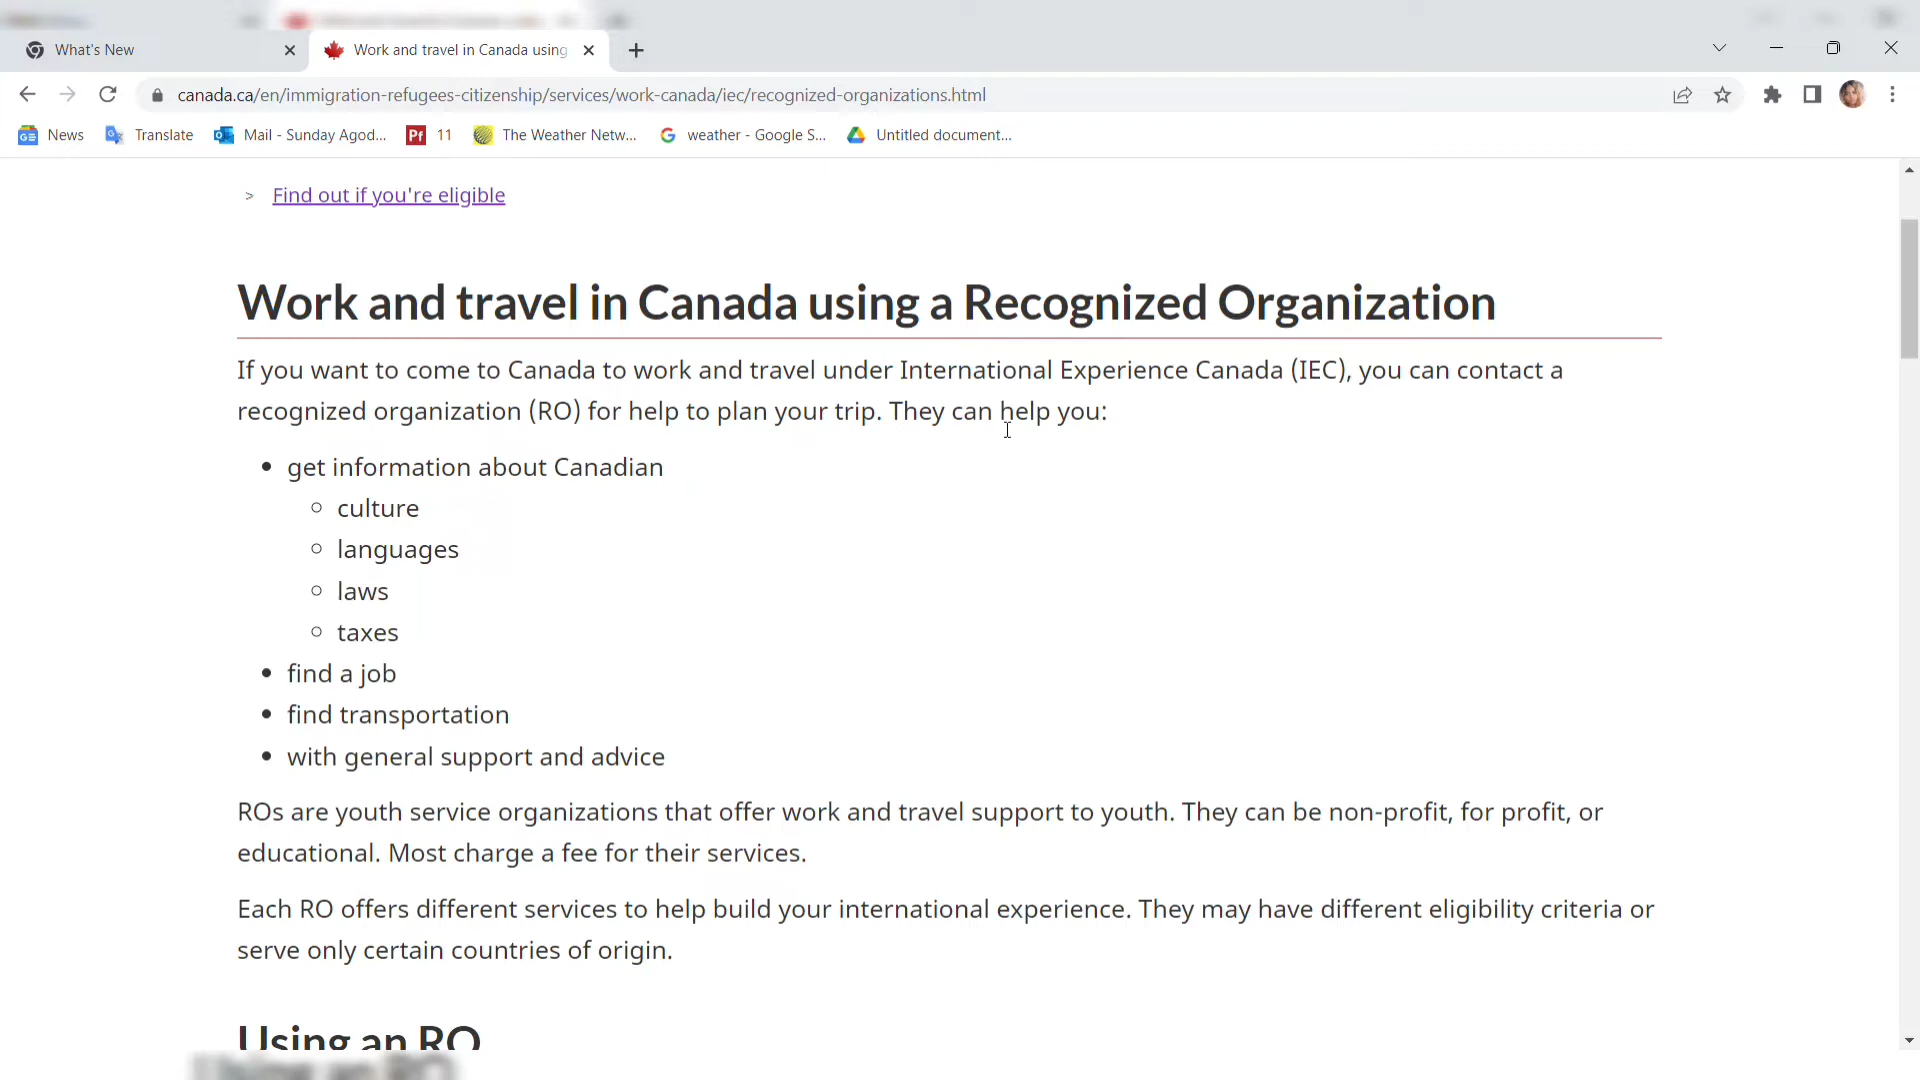 What's New
Work and travel in Canada using
canada.ca/en/immigration-refugees-citizenship/services/work-canada/iec/recognized-organizations.html
News Translate Mail - Sunday Agod... Pf 11 The Weather Netw... weather - Google S... Untitled document...
> Find out if you're eligible
Work and travel in Canada using a Recognized Organization
If you want to come to Canada to work and travel under International Experience Canada (IEC), you can contact a
recognized organization (RO) for help to plan your trip. They can help you:
get information about Canadian
culture
languages
laws
taxes
find a job
find transportation
with general support and advice
ROs are youth service organizations that offer work and travel support to youth. They can be non-profit, for profit, or
educational. Most charge a fee for their services.
Each RO offers different services to help build your international experience. They may have different eligibility criteria or
serve only certain countries of origin.
Using an RO
Using an RO